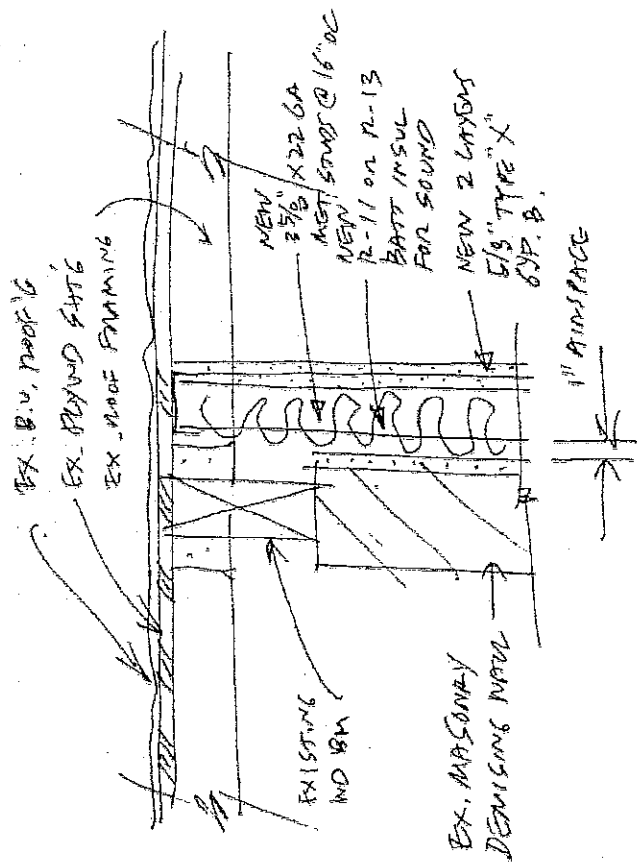 EX. B.U. ROOF'G
EX. PLYWD SHT'G
EX. ROOF FRAMING
NEW
3 5/8" X 22 GA
MET. STUDS @ 16" OC
NEW
R-11 OR R-13
BATT INSUL
FOR SOUND
NEW 2 LAYERS
5/8" TYPE "X"
GYP. B.
1" AIRSPACE
EXISTING
WD BM
EX. MASONRY
DEMISING WALL